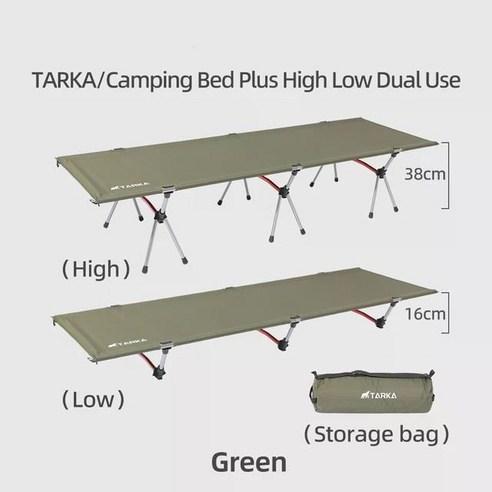 TARKA/Camping Bed Plus High Low Dual Use
38cm
TARKA
(High)
16cm
TARKA
TARKA
(Low)
(Storage bag)
Green